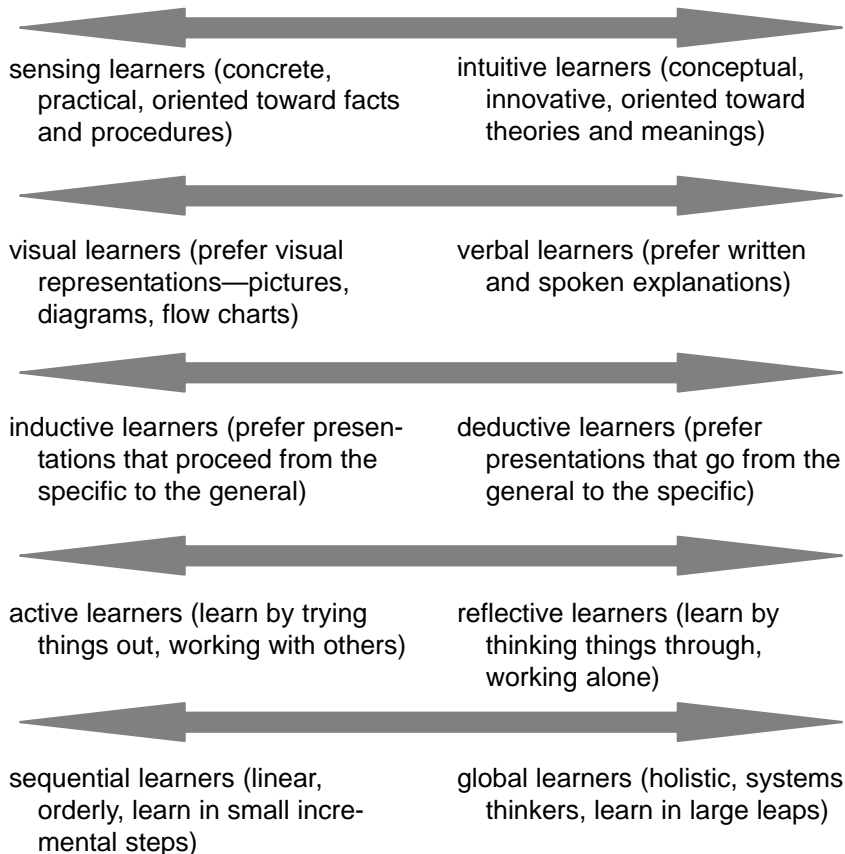 sensing learners (concrete,
practical, oriented toward facts
and procedures)
intuitive learners (conceptual,
innovative, oriented toward
theories and meanings)
visual learners (prefer visual
representations—pictures,
diagrams, flow charts)
verbal learners (prefer written
and spoken explanations)
inductive learners (prefer presen-
tations that proceed from the
specific to the general)
deductive learners (prefer
presentations that go from the
general to the specific)
active learners (learn by trying
things out, working with others)
reflective learners (learn by
thinking things through,
working alone)
sequential learners (linear,
orderly, learn in small incre-
mental steps)
global learners (holistic, systems
thinkers, learn in large leaps)